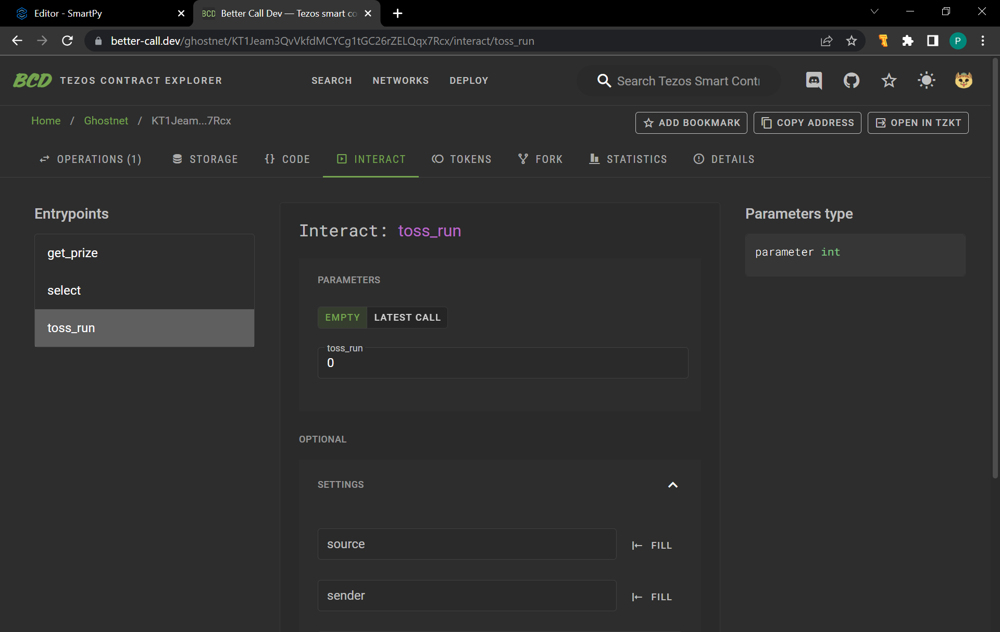 Editor - SmartPy
BCD Better Call Dev — Tezos smart co
better-call.dev/ghostnet/KT1Jeam3QvVkfdMCYCg1tGC26rZELQqx7Rcx/interact/toss_run
P
BCD TEZOS CONTRACT EXPLORER
SEARCH NETWORKS DEPLOY
Search Tezos Smart Contr
Home / Ghostnet / KT1Jeam...7Rcx
ADD BOOKMARK COPY ADDRESS OPEN IN TZKT
OPERATIONS (1) STORAGE {} CODE INTERACT TOKENS FORK STATISTICS DETAILS
Entrypoints
get_prize
select
toss_run
Interact: toss_run
PARAMETERS
EMPTY LATEST CALL
toss_run
0
OPTIONAL
SETTINGS
source FILL
sender FILL
Parameters type
parameter int